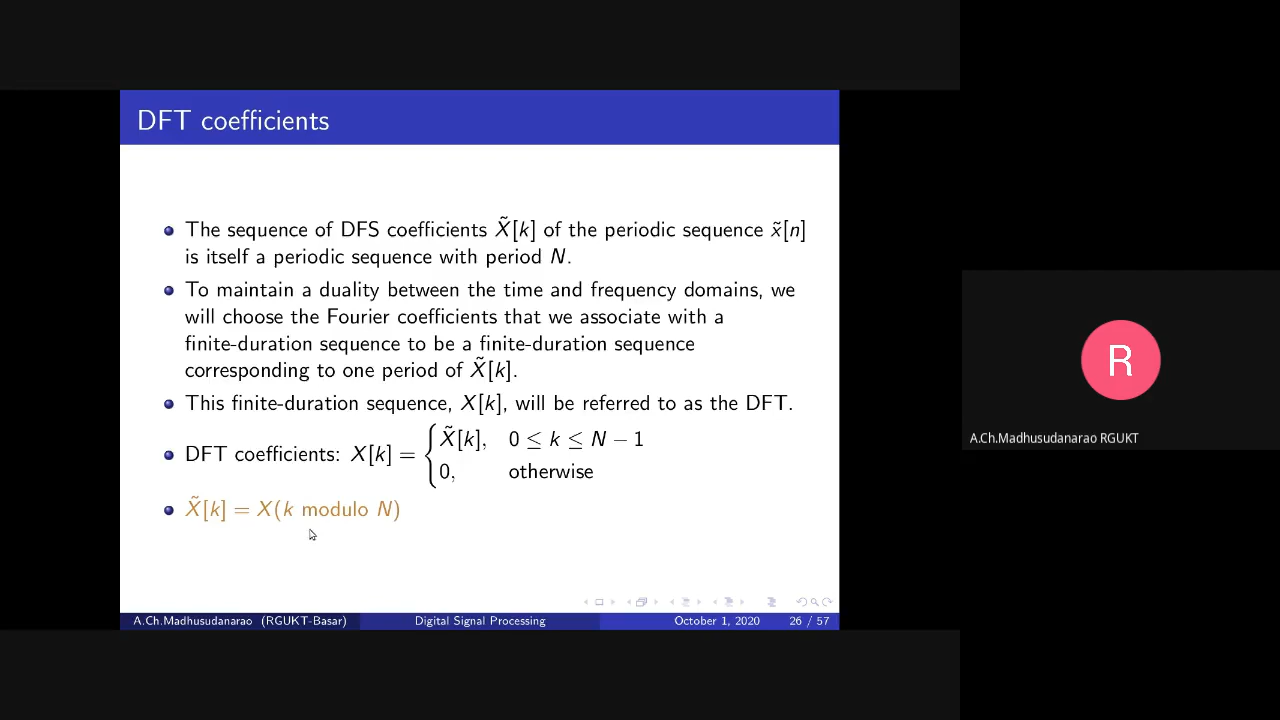 DFT coefficients
The sequence of DFS coefficients X̃[k] of the periodic sequence x̃[n]
is itself a periodic sequence with period N.
To maintain a duality between the time and frequency domains, we
will choose the Fourier coefficients that we associate with a
finite-duration sequence to be a finite-duration sequence
corresponding to one period of X̃[k].
This finite-duration sequence, X[k], will be referred to as the DFT.
DFT coefficients: X[k] = { X̃[k], 0 ≤ k ≤ N − 1
0, otherwise
X̃[k] = X(k modulo N)
A.Ch.Madhusudanarao (RGUKT-Basar) Digital Signal Processing October 1, 2020 26 / 57
R
A.Ch.Madhusudanarao RGUKT